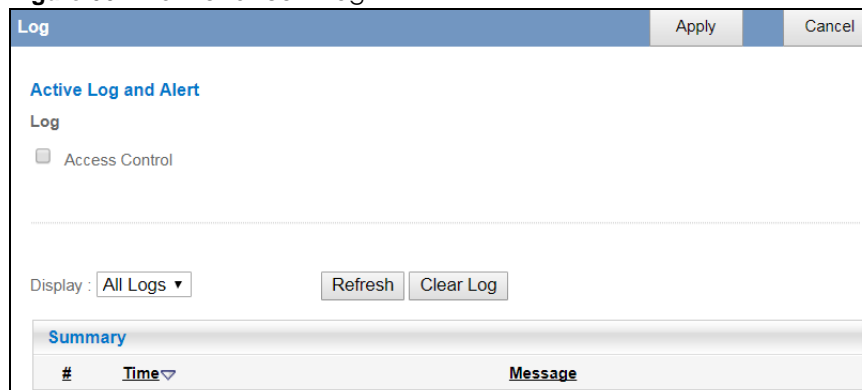 Log Apply Cancel
Active Log and Alert
Log
Access Control
Display : All Logs Refresh Clear Log
Summary
# Time Message